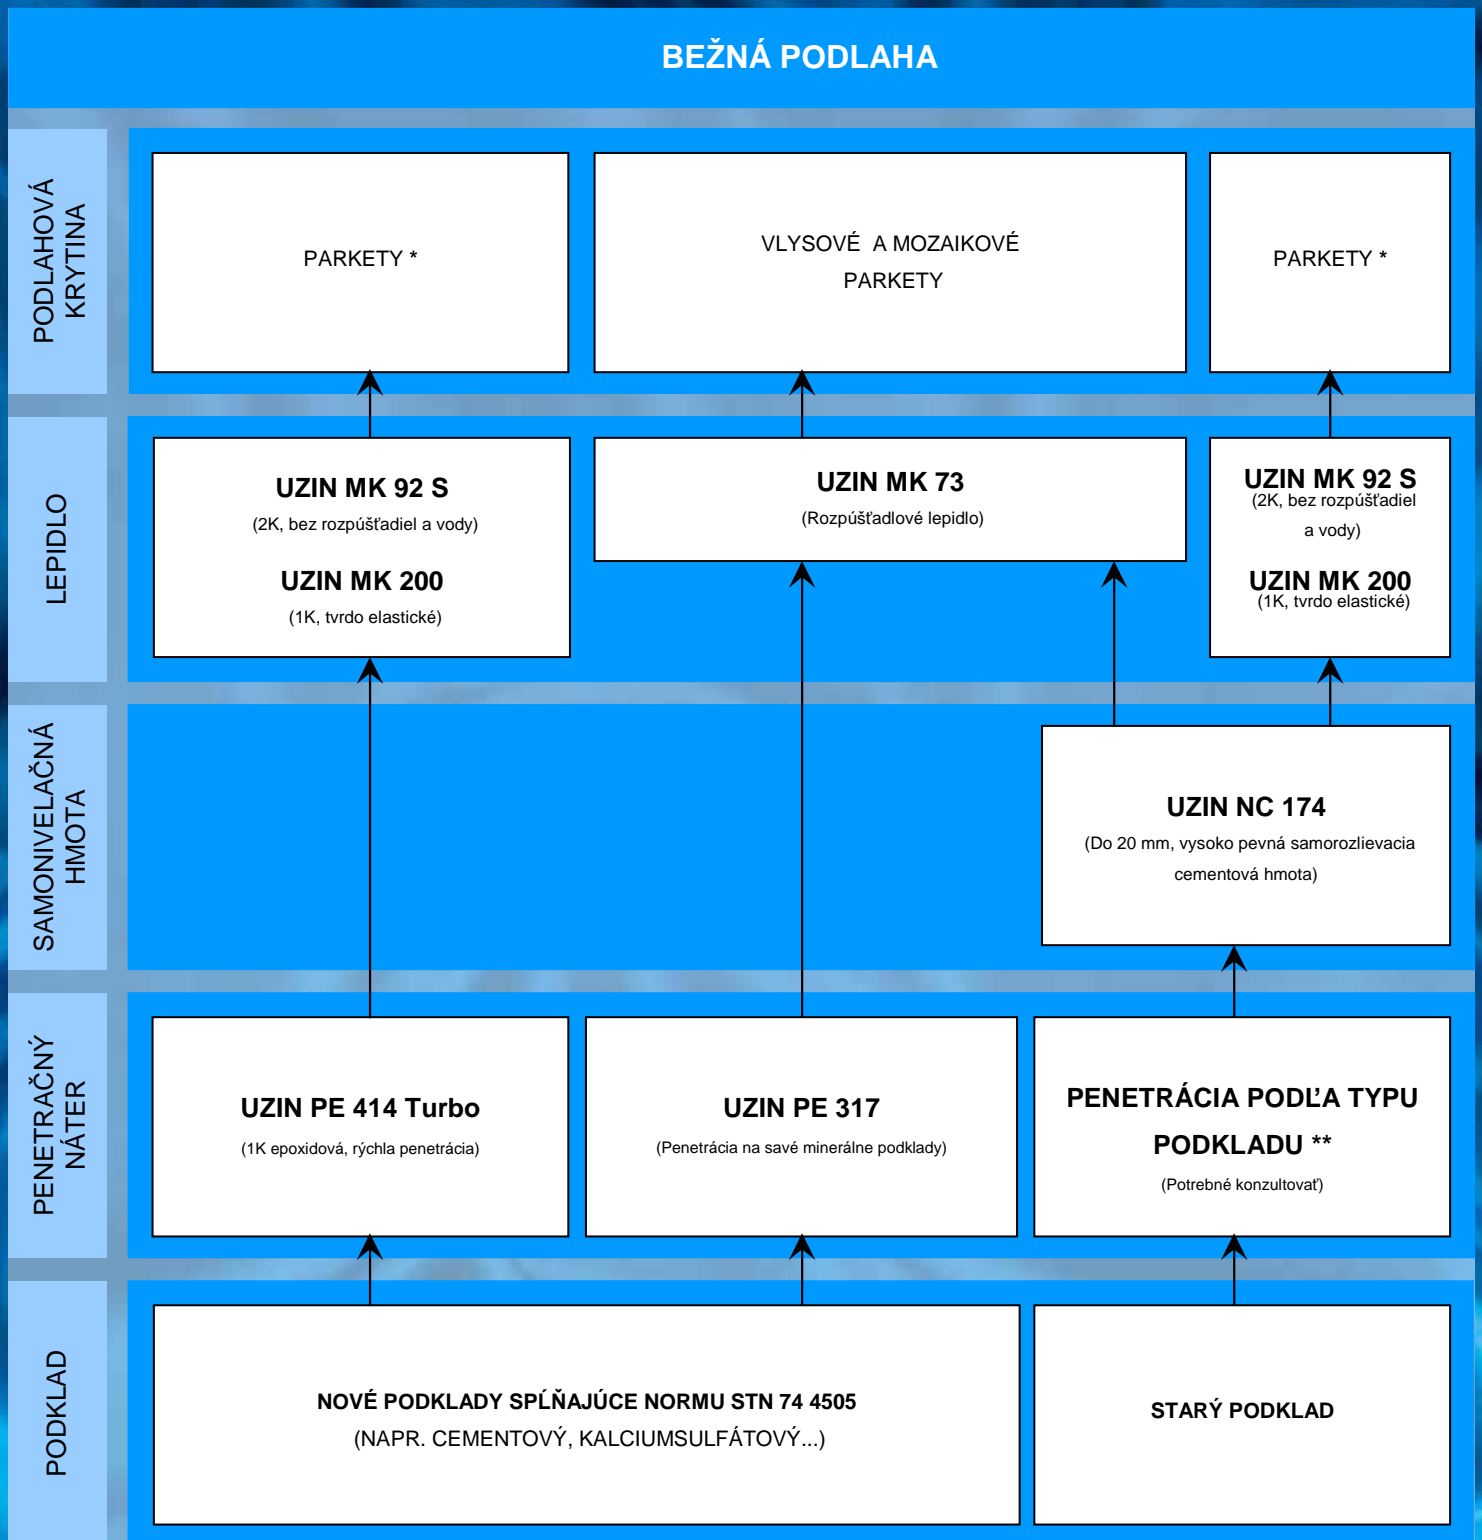 BEŽNÁ PODLAHA
PODLAHOVÁ
KRYTINA
PARKETY *
VLYSOVÉ A MOZAIKOVÉ
PARKETY
PARKETY *
LEPIDLO
UZIN MK 92 S
(2K, bez rozpúšťadiel a vody)
UZIN MK 200
(1K, tvrdo elastické)
UZIN MK 73
(Rozpúšťadlové lepidlo)
UZIN MK 92 S
(2K, bez rozpúšťadiel
a vody)
UZIN MK 200
(1K, tvrdo elastické)
SAMONIVELAČNÁ
HMOTA
UZIN NC 174
(Do 20 mm, vysoko pevná samorozlievacia
cementová hmota)
PENETRAČNÝ
NÁTER
UZIN PE 414 Turbo
(1K epoxidová, rýchla penetrácia)
UZIN PE 317
(Penetrácia na savé minerálne podklady)
PENETRÁCIA PODĽA TYPU
PODKLADU **
(Potrebné konzultovať)
PODKLAD
NOVÉ PODKLADY SPĹŇAJÚCE NORMU STN 74 4505
(NAPR. CEMENTOVÝ, KALCIUMSULFÁTOVÝ...)
STARÝ PODKLAD